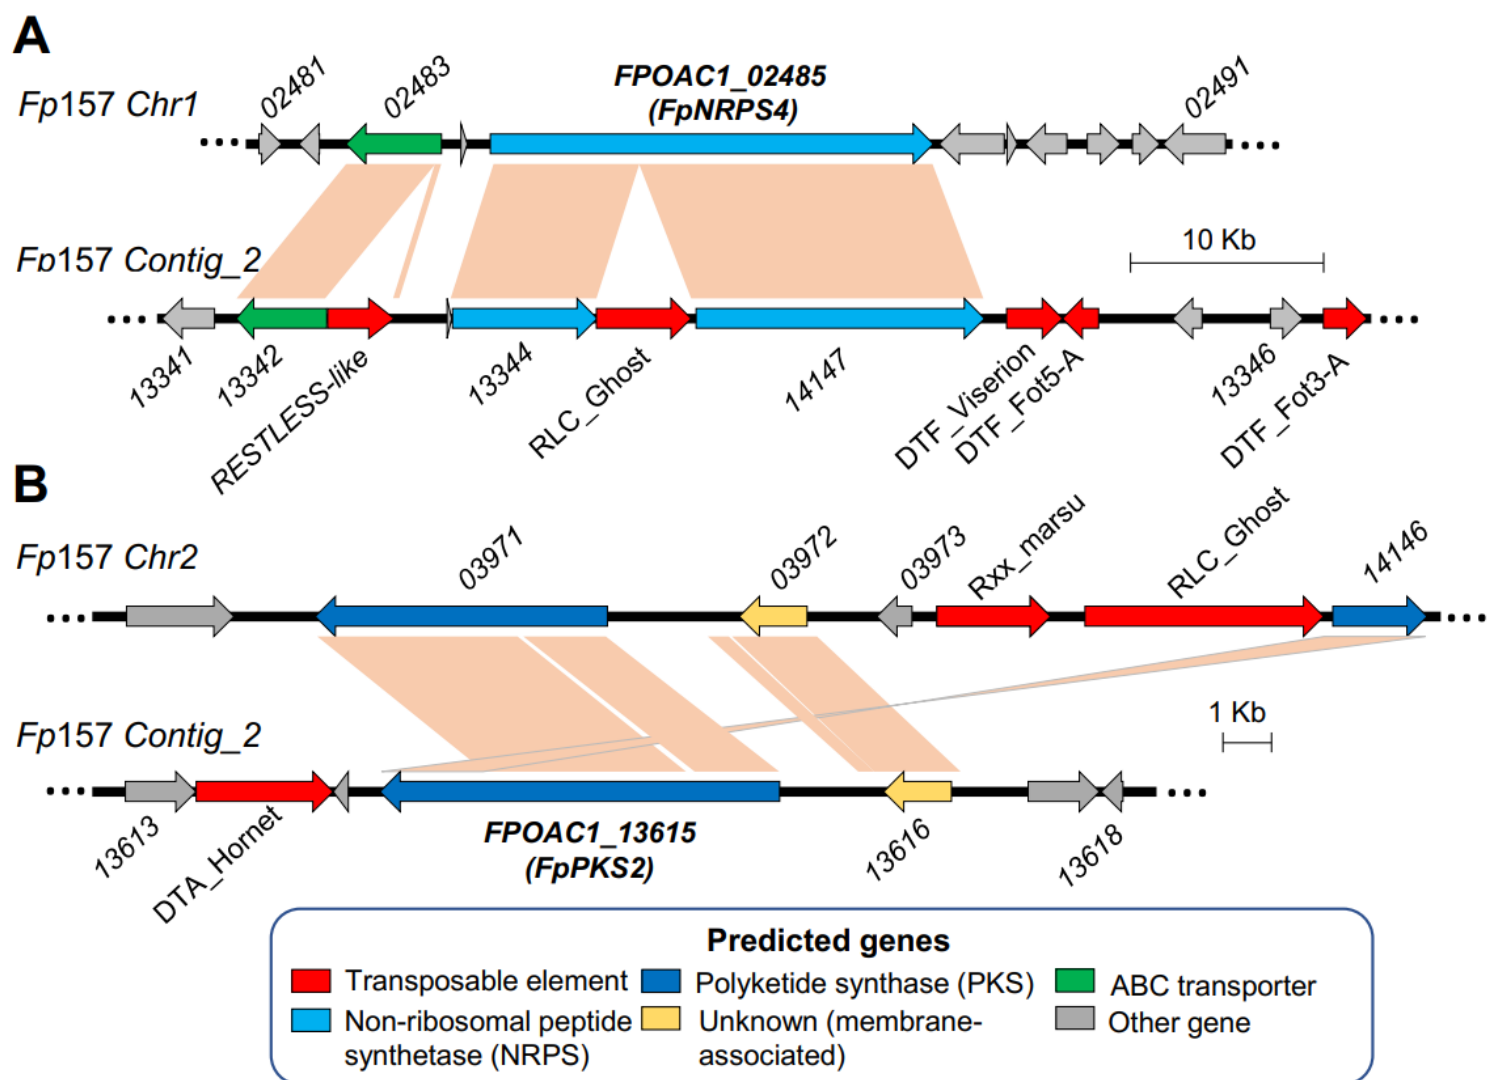 A
Fp157 Chr1
02481
02483
FPOAC1_02485
(FpNRPS4)
02491
Fp157 Contig_2
10 Kb
13341
13342
RESTLESS-like
13344
RLC_Ghost
14147
DTF_Viserion
DTF_Fot5-A
13346
DTF_Fot3-A
B
Fp157 Chr2
03971
03972
03973
Rxx_marsu
RLC_Ghost
14146
Fp157 Contig_2
1 Kb
13613
DTA_Hornet
FPOAC1_13615
(FpPKS2)
13616
13618
Predicted genes
Transposable element
Polyketide synthase (PKS)
ABC transporter
Non-ribosomal peptide
synthetase (NRPS)
Unknown (membrane-
associated)
Other gene